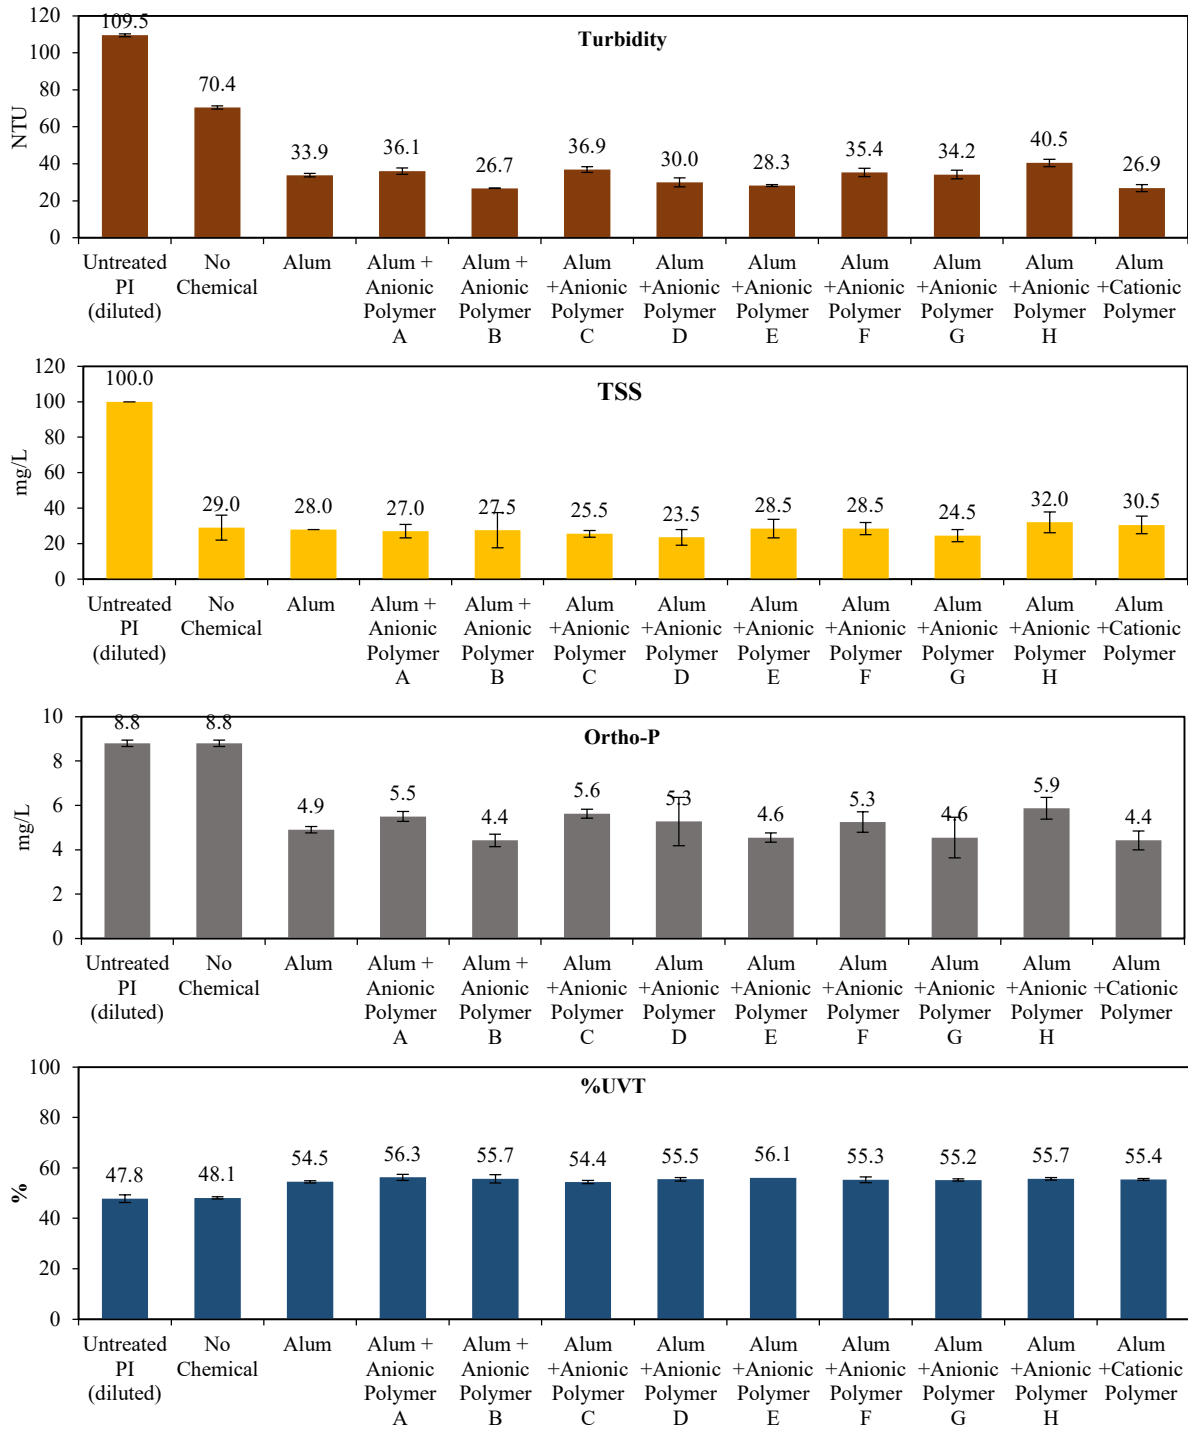 Turbidity
NTU
120
100
80
60
40
20
0
109.5
70.4
33.9
36.1
26.7
36.9
30.0
28.3
35.4
34.2
40.5
26.9
Untreated
PI
(diluted)
No
Chemical
Alum
Alum +
Anionic
Polymer
A
Alum +
Anionic
Polymer
B
Alum
+Anionic
Polymer
C
Alum
+Anionic
Polymer
D
Alum
+Anionic
Polymer
E
Alum
+Anionic
Polymer
F
Alum
+Anionic
Polymer
G
Alum
+Anionic
Polymer
H
Alum
+Cationic
Polymer
TSS
mg/L
120
100
80
60
40
20
0
100.0
29.0
28.0
27.0
27.5
25.5
23.5
28.5
28.5
24.5
32.0
30.5
Untreated
PI
(diluted)
No
Chemical
Alum
Alum +
Anionic
Polymer
A
Alum +
Anionic
Polymer
B
Alum
+Anionic
Polymer
C
Alum
+Anionic
Polymer
D
Alum
+Anionic
Polymer
E
Alum
+Anionic
Polymer
F
Alum
+Anionic
Polymer
G
Alum
+Anionic
Polymer
H
Alum
+Cationic
Polymer
Ortho-P
mg/L
10
8
6
4
2
0
8.8
8.8
4.9
5.5
4.4
5.6
5.3
4.6
5.3
4.6
5.9
4.4
Untreated
PI
(diluted)
No
Chemical
Alum
Alum +
Anionic
Polymer
A
Alum +
Anionic
Polymer
B
Alum
+Anionic
Polymer
C
Alum
+Anionic
Polymer
D
Alum
+Anionic
Polymer
E
Alum
+Anionic
Polymer
F
Alum
+Anionic
Polymer
G
Alum
+Anionic
Polymer
H
Alum
+Cationic
Polymer
%UVT
%
100
80
60
40
20
0
47.8
48.1
54.5
56.3
55.7
54.4
55.5
56.1
55.3
55.2
55.7
55.4
Untreated
PI
(diluted)
No
Chemical
Alum
Alum +
Anionic
Polymer
A
Alum +
Anionic
Polymer
B
Alum
+Anionic
Polymer
C
Alum
+Anionic
Polymer
D
Alum
+Anionic
Polymer
E
Alum
+Anionic
Polymer
F
Alum
+Anionic
Polymer
G
Alum
+Anionic
Polymer
H
Alum
+Cationic
Polymer